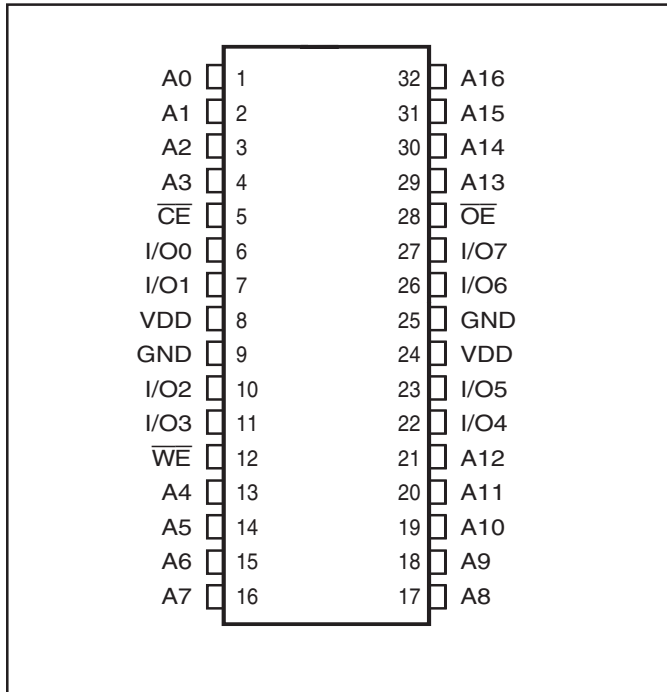 A0 1 32 A16
A1 2 31 A15
A2 3 30 A14
A3 4 29 A13
C̅E̅ 5 28 O̅E̅
I/O0 6 27 I/O7
I/O1 7 26 I/O6
VDD 8 25 GND
GND 9 24 VDD
I/O2 10 23 I/O5
I/O3 11 22 I/O4
W̅E̅ 12 21 A12
A4 13 20 A11
A5 14 19 A10
A6 15 18 A9
A7 16 17 A8